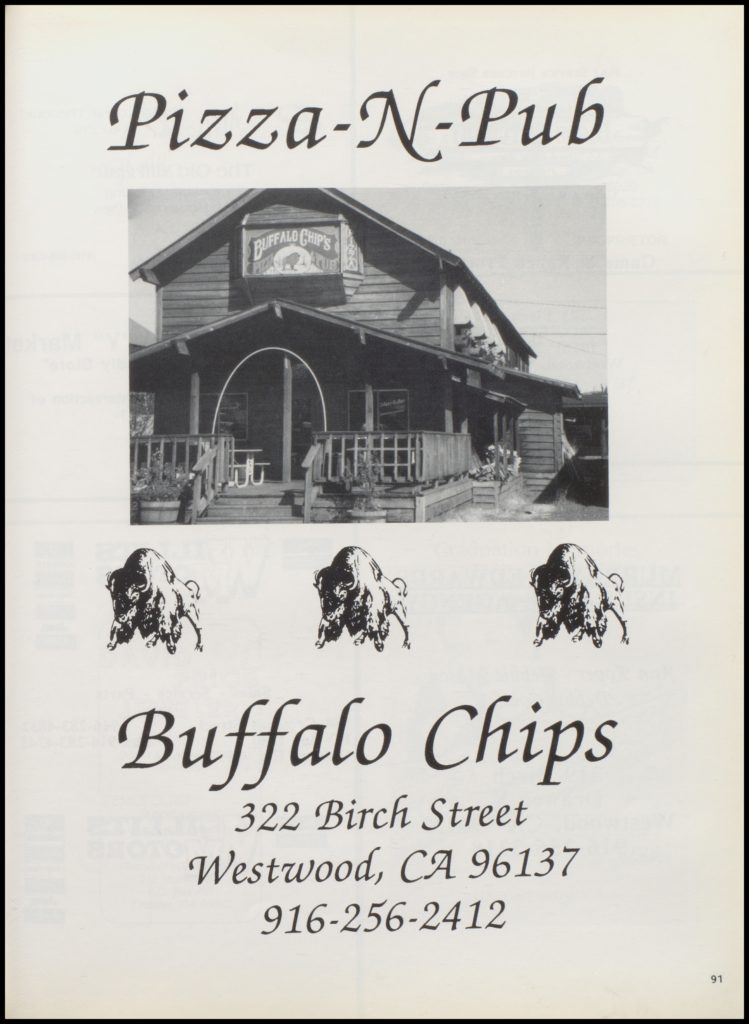 Pizza-N-Pub
BUFFALO CHIP'S
Buffalo Chips
322 Birch Street
Westwood, CA 96137
916-256-2412
91